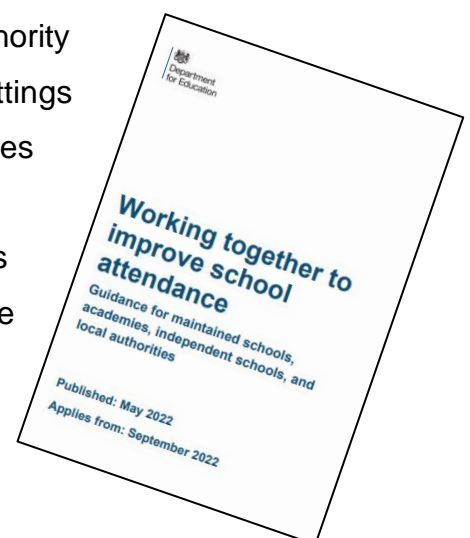 hority
ttings
es
s
e
Department
for Education
Working together to
improve school
attendance
Guidance for maintained schools,
academies, independent schools, and
local authorities
Published: May 2022
Applies from: September 2022